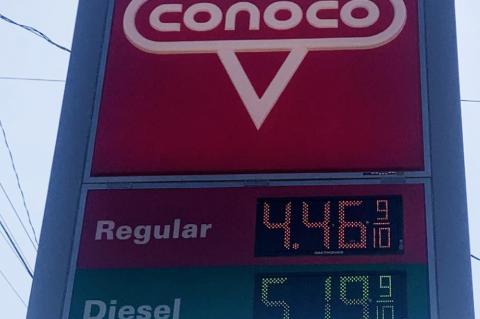 conoco
Regular 4.46 9/10
Diesel 5.19 9/10